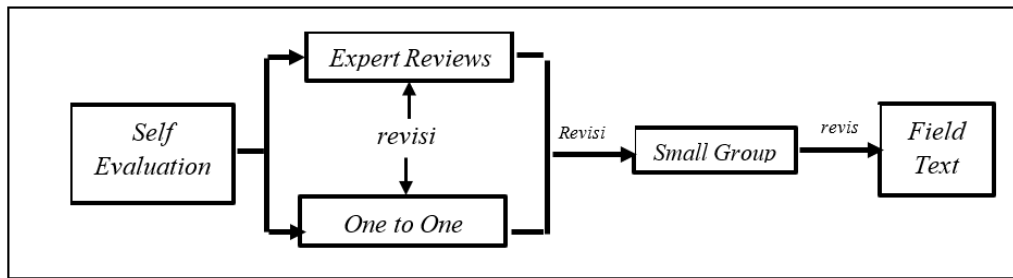 Expert Reviews
Self
Evaluation
revisi
One to One
Revisi
Small Group
revis
Field
Text